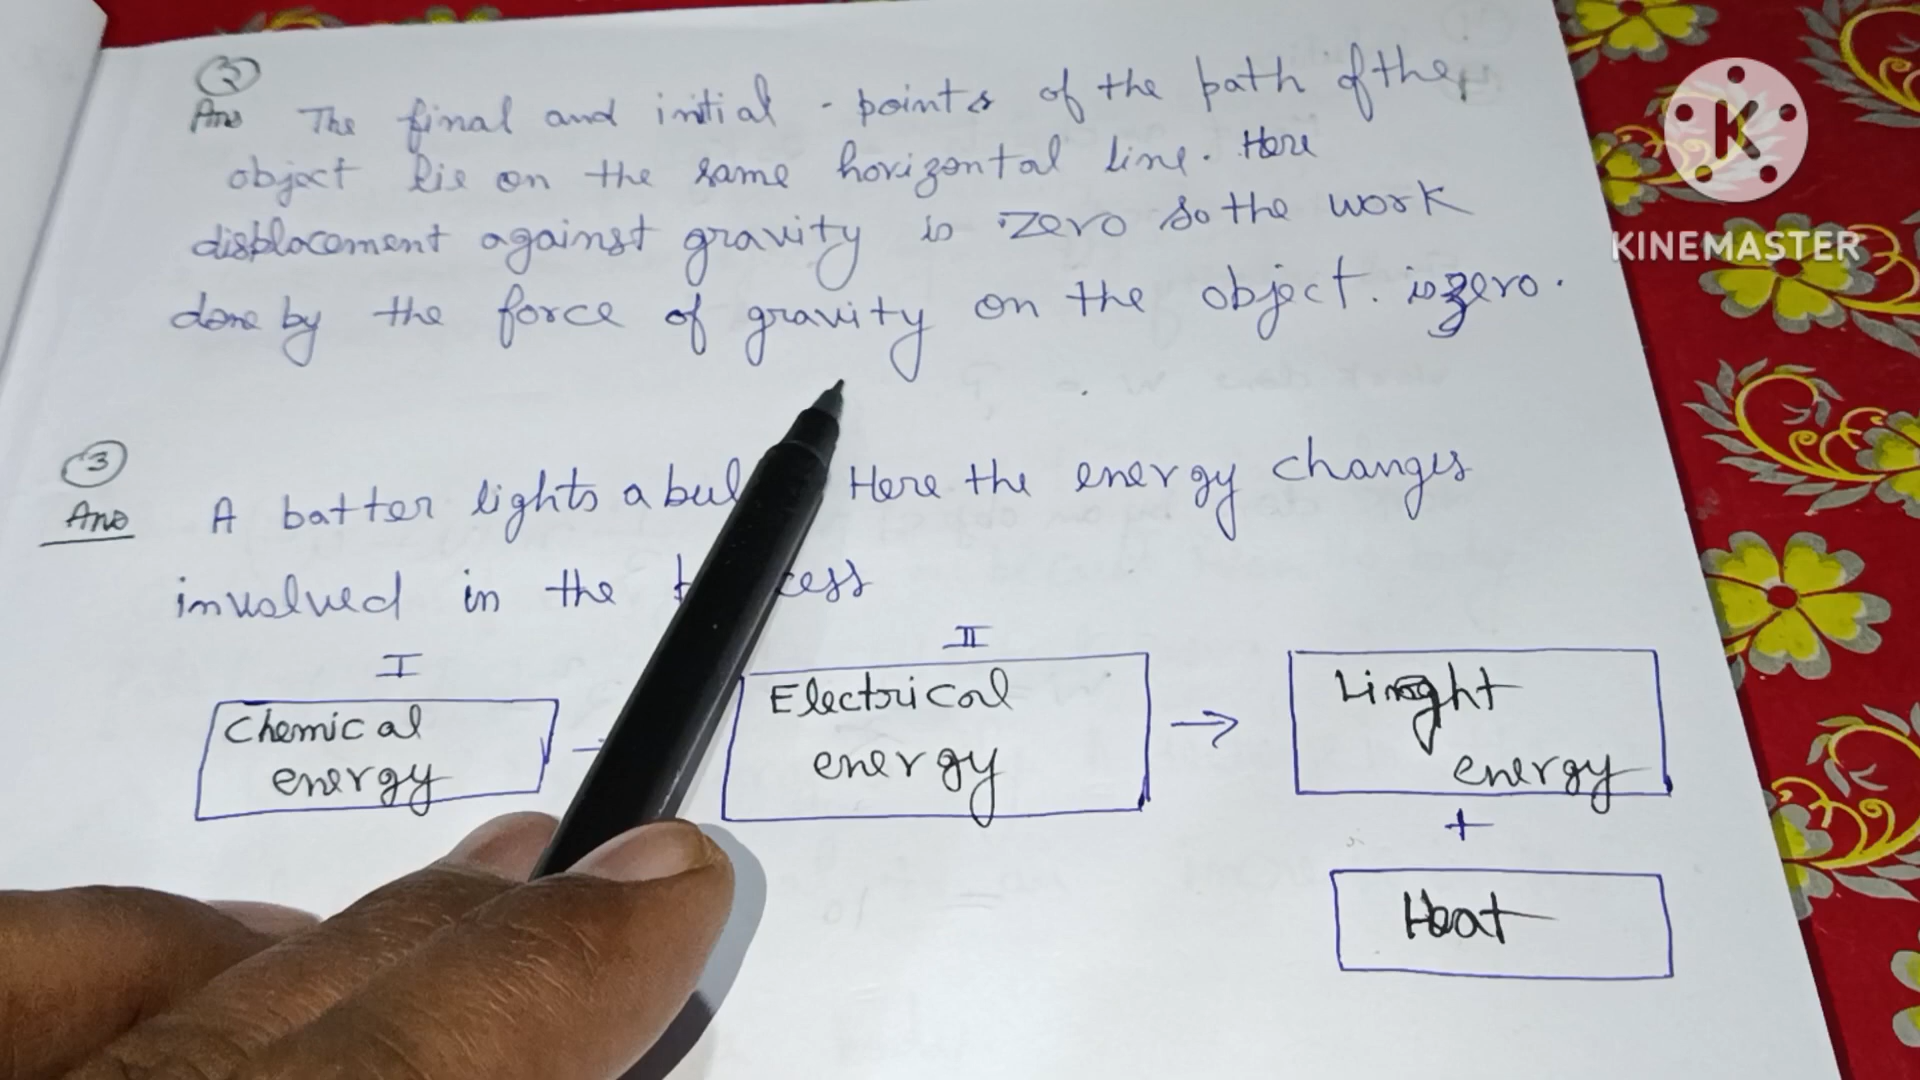 2
Ans The final and initial - points of the path of the
object lie on the same horizontal line. Here
displacement against gravity is zero so the work
done by the force of gravity on the object. is zero.
3
Ans A batter lights a bul Here the energy changes
involved in the cess
I II
Chemical energy → Electrical energy → Light energy
+
Heat
KINEMASTER